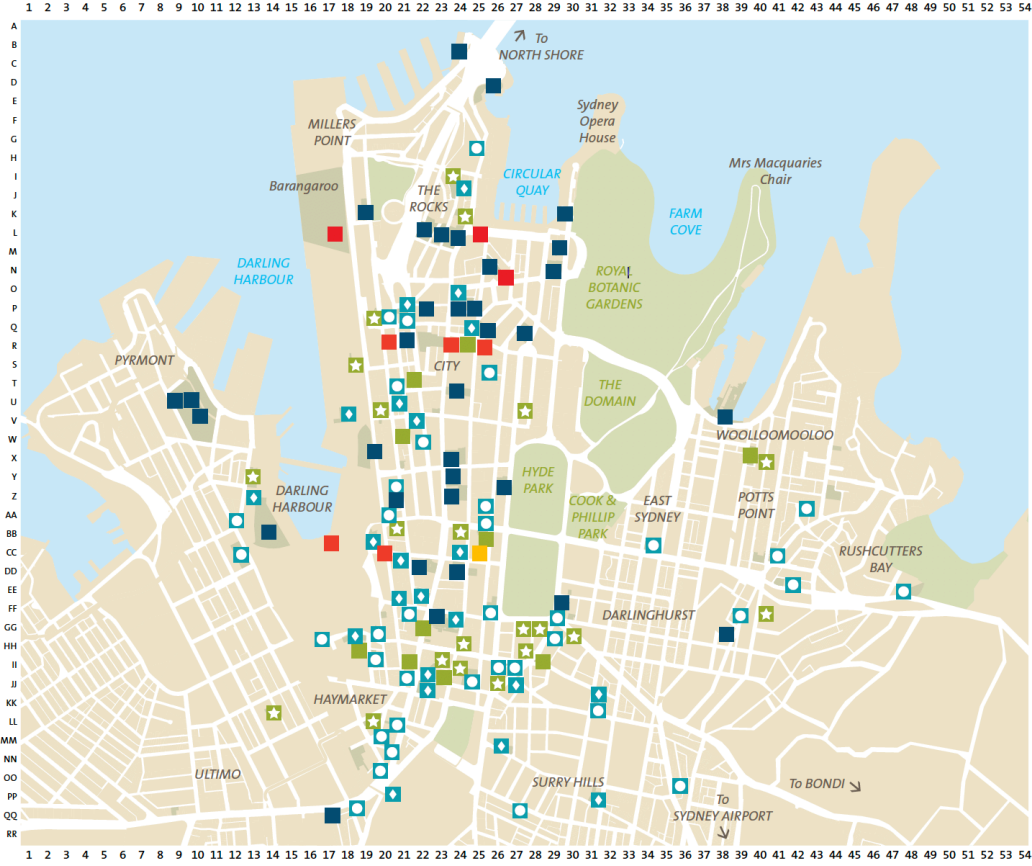 1 2 3 4 5 6 7 8 9 10 11 12 13 14 15 16 17 18 19 20 21 22 23 24 25 26 27 28 29 30 31 32 33 34 35 36 37 38 39 40 41 42 43 44 45 46 47 48 49 50 51 52 53 54
A
B
C
D
E
F
G
H
I
J
K
L
M
N
O
P
Q
R
S
T
U
V
W
X
Y
Z
AA
BB
CC
DD
EE
FF
GG
HH
II
JJ
KK
LL
MM
NN
OO
PP
QQ
RR
To
NORTH SHORE
Sydney
Opera
House
MILLERS
POINT
Mrs Macquaries
Chair
Barangaroo
THE
ROCKS
CIRCULAR
QUAY
FARM
COVE
DARLING
HARBOUR
ROYAL
BOTANIC
GARDENS
PYRMONT
CITY
THE
DOMAIN
WOOLLOOMOOLOO
HYDE
PARK
DARLING
HARBOUR
COOK &
PHILLIP
PARK
EAST
SYDNEY
POTTS
POINT
RUSHCUTTERS
BAY
DARLINGHURST
HAYMARKET
ULTIMO
SURRY HILLS
To BONDI
To
SYDNEY AIRPORT
1 2 3 4 5 6 7 8 9 10 11 12 13 14 15 16 17 18 19 20 21 22 23 24 25 26 27 28 29 30 31 32 33 34 35 36 37 38 39 40 41 42 43 44 45 46 47 48 49 50 51 52 53 54